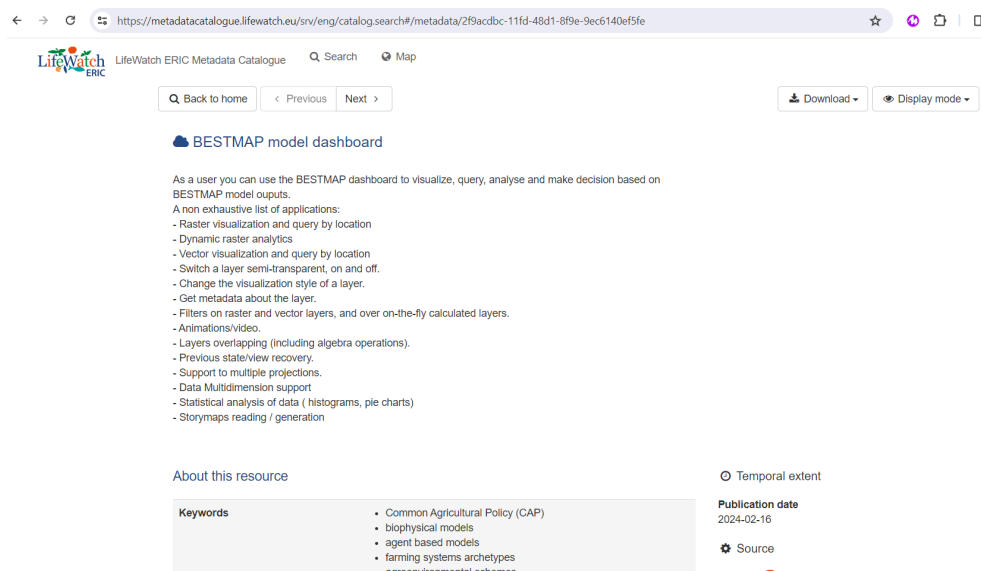 https://metadatacatalogue.lifewatch.eu/srv/eng/catalog.search#/metadata/2f9acdbc-11fd-48d1-8f9e-9ec6140ef5fe
LifeWatch ERIC
LifeWatch ERIC Metadata Catalogue
Search
Map
Back to home
Previous
Next
Download
Display mode
BESTMAP model dashboard
As a user you can use the BESTMAP dashboard to visualize, query, analyse and make decision based on
BESTMAP model ouputs.
A non exhaustive list of applications:
- Raster visualization and query by location
- Dynamic raster analytics
- Vector visualization and query by location
- Switch a layer semi-transparent, on and off.
- Change the visualization style of a layer.
- Get metadata about the layer.
- Filters on raster and vector layers, and over on-the-fly calculated layers.
- Animations/video.
- Layers overlapping (including algebra operations).
- Previous state/view recovery.
- Support to multiple projections.
- Data Multidimension support
- Statistical analysis of data ( histograms, pie charts)
- Storymaps reading / generation
About this resource
Temporal extent
Keywords
• Common Agricultural Policy (CAP)
• biophysical models
• agent based models
• farming systems archetypes
• agroenvironmental schemes
Publication date
2024-02-16
Source